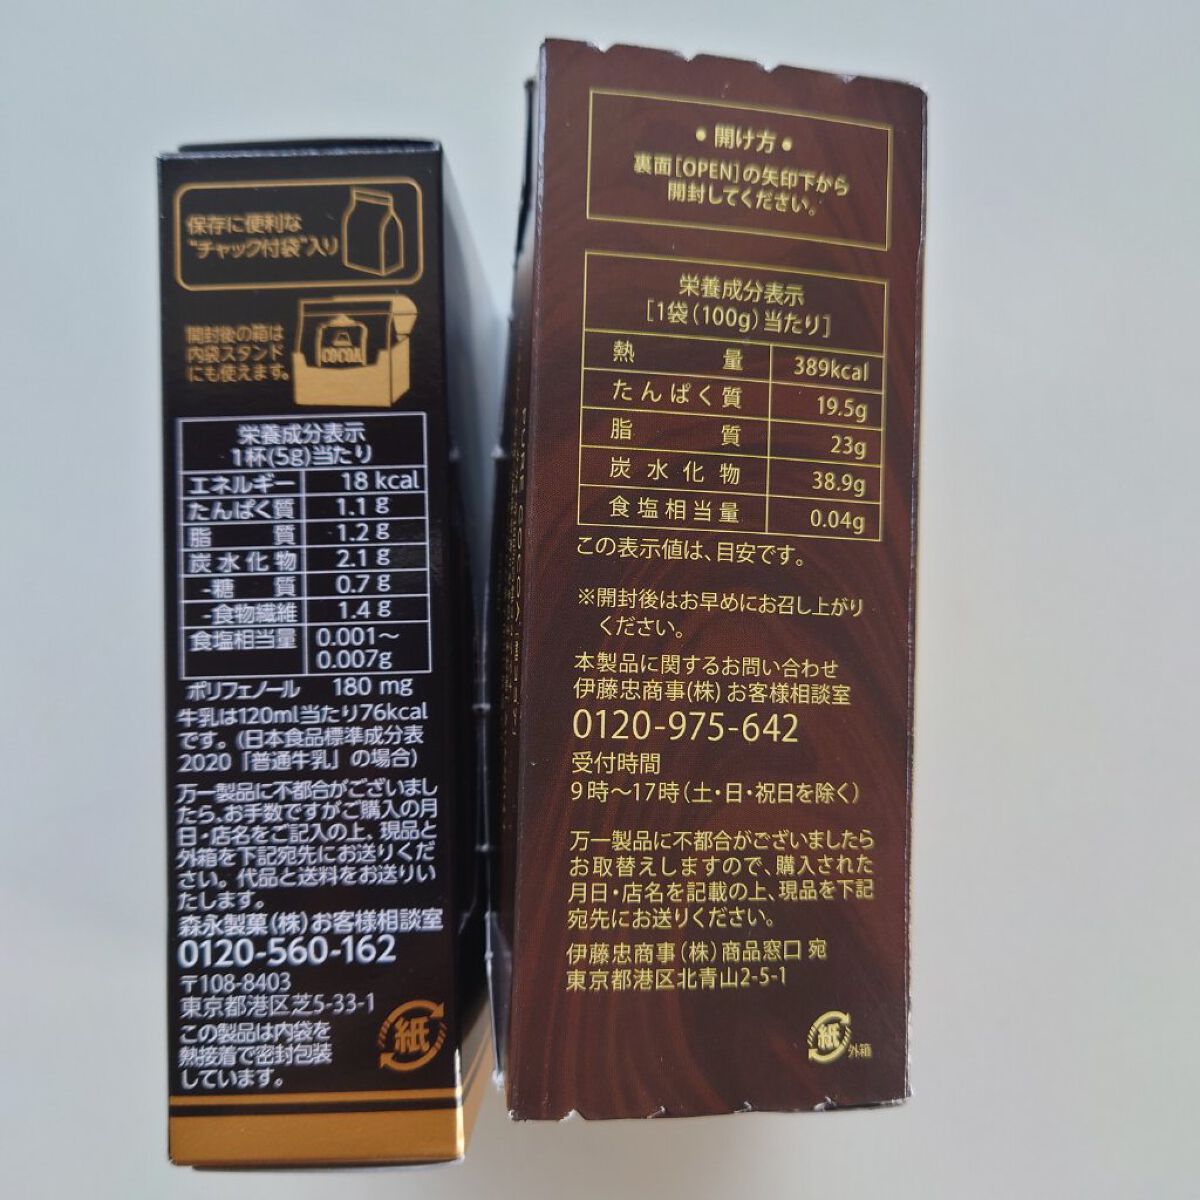 保存に便利な
"チャック付袋"入り
開封後の箱は
内袋スタンド
にも使えます。
COCOA
栄養成分表示
1杯(5g)当たり
エネルギー 18 kcal
たんぱく質 1.1 g
脂質 1.2 g
炭水化物 2.1 g
-糖質 0.7 g
-食物繊維 1.4 g
食塩相当量 0.001〜
0.007g
ポリフェノール 180 mg
牛乳は120ml当たり76kcal
です。(日本食品標準成分表
2020「普通牛乳」の場合)
万一製品に不都合がございまし
たら、お手数ですがご購入の月
日・店名をご記入の上、現品と
外箱を下記宛先にお送りくだ
さい。代品と送料をお送りい
たします。
森永製菓(株)お客様相談室
0120-560-162
〒108-8403
東京都港区芝5-33-1
この製品は内袋を
熱接着で密封包装
しています。
紙
• 開け方 •
裏面[OPEN]の矢印下から
開封してください。
栄養成分表示
[1袋(100g)当たり]
熱量 389kcal
たんぱく質 19.5g
脂質 23g
炭水化物 38.9g
食塩相当量 0.04g
この表示値は、目安です。
※開封後はお早めにお召し上がり
ください。
本製品に関するお問い合わせ
伊藤忠商事(株)お客様相談室
0120-975-642
受付時間
9時〜17時(土・日・祝日を除く)
万一製品に不都合がございましたら
お取替えしますので、購入された
月日・店名を記載の上、現品を下記
宛先にお送りください。
伊藤忠商事(株)商品窓口 宛
東京都港区北青山2-5-1
紙
外箱